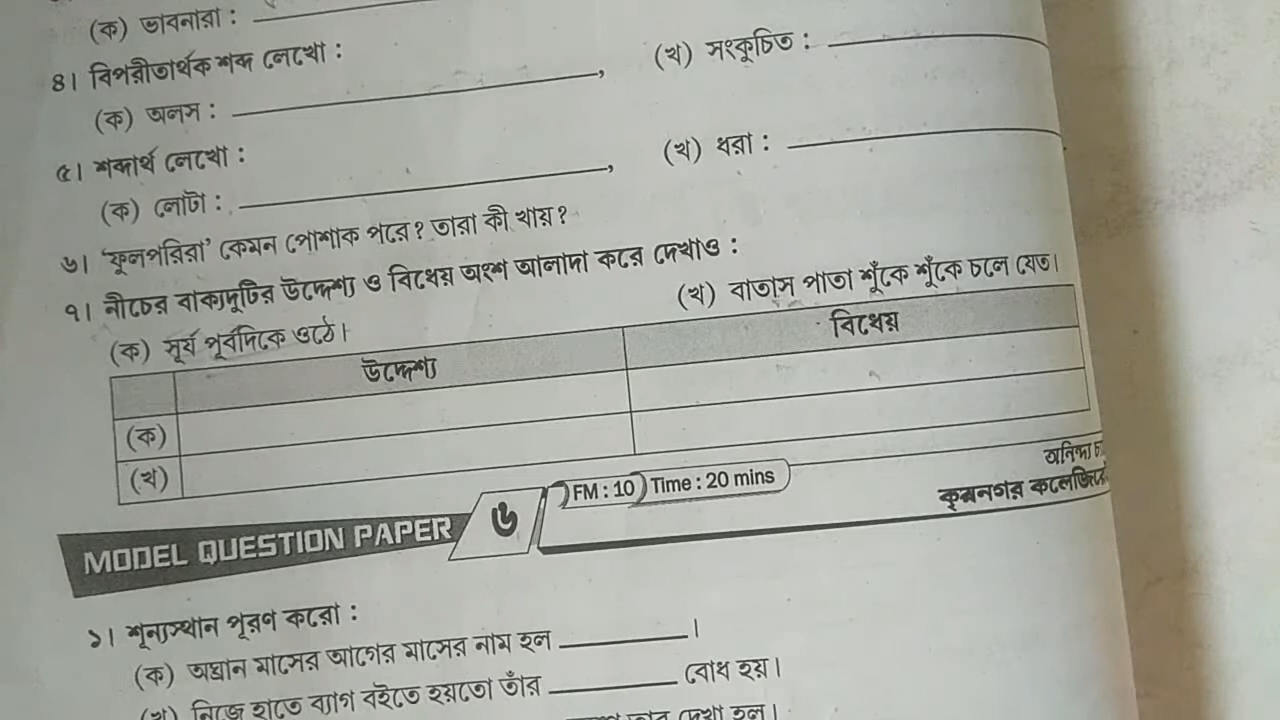 (ক) ভাবনারা :
৪। বিপরীতার্থক শব্দ লেখো :
(ক) অলস : , (খ) সংকুচিত :
৫। শব্দার্থ লেখো :
(ক) লোটা : , (খ) ধরা :
৬। ‘ফুলপরিরা’ কেমন পোশাক পরে? তারা কী খায়?
৭। নীচের বাক্যদুটির উদ্দেশ্য ও বিধেয় অংশ আলাদা করে দেখাও :
(ক) সূর্য পূর্বদিকে ওঠে। (খ) বাতাস পাতা শুঁকে শুঁকে চলে যেত।
উদ্দেশ্য বিধেয়
(ক)
(খ)
অনিন্দ্য
কৃষ্ণনগর
MODEL QUESTION PAPER ৬ FM : 10 Time : 20 mins
১। শূন্যস্থান পূরণ করো :
(ক) অঘ্রান মাসের আগের মাসের নাম হল ।
(খ) নিজে হাতে ব্যাগ বইতে হয়তো তাঁর বোধ হয়।
দেখা হল।